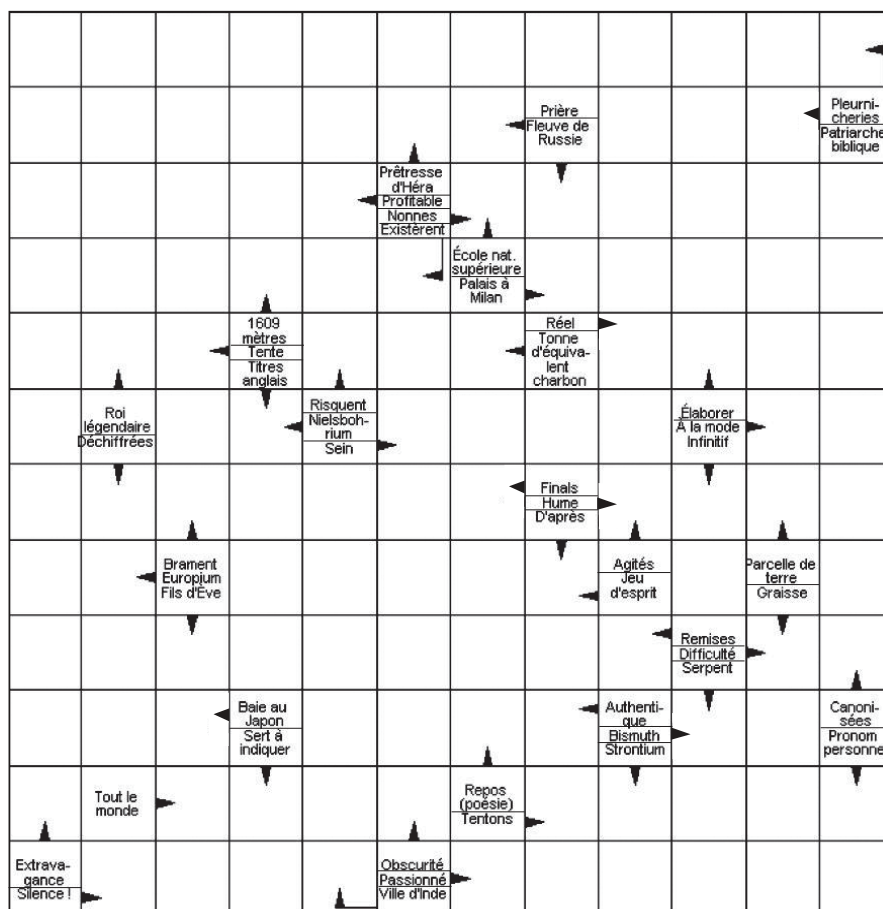 Prière
Fleuve de
Russie
Pleurni-
cheries
Patriarche
biblique
Prêtresse
d'Héra
Profitable
Nonnes
Existèrent
École nat.
supérieure
Palais à
Milan
1609
mètres
Tente
Titres
anglais
Réel
Tonne
d'équiva-
lent
charbon
Roi
légendaire
Déchiffrées
Risquent
Nielsboh-
rium
Sein
Élaborer
À la mode
Infinitif
Finals
Hume
D'après
Brament
Europium
Fils d'Ève
Agités
Jeu
d'esprit
Parcelle de
terre
Graisse
Remises
Difficulté
Serpent
Baie au
Japon
Sert à
indiquer
Authenti-
que
Bismuth
Strontium
Canoni-
sées
Pronom
personne
Tout le
monde
Repos
(poésie)
Tentons
Extrava-
gance
Silence !
Obscurité
Passionné
Ville d'Inde